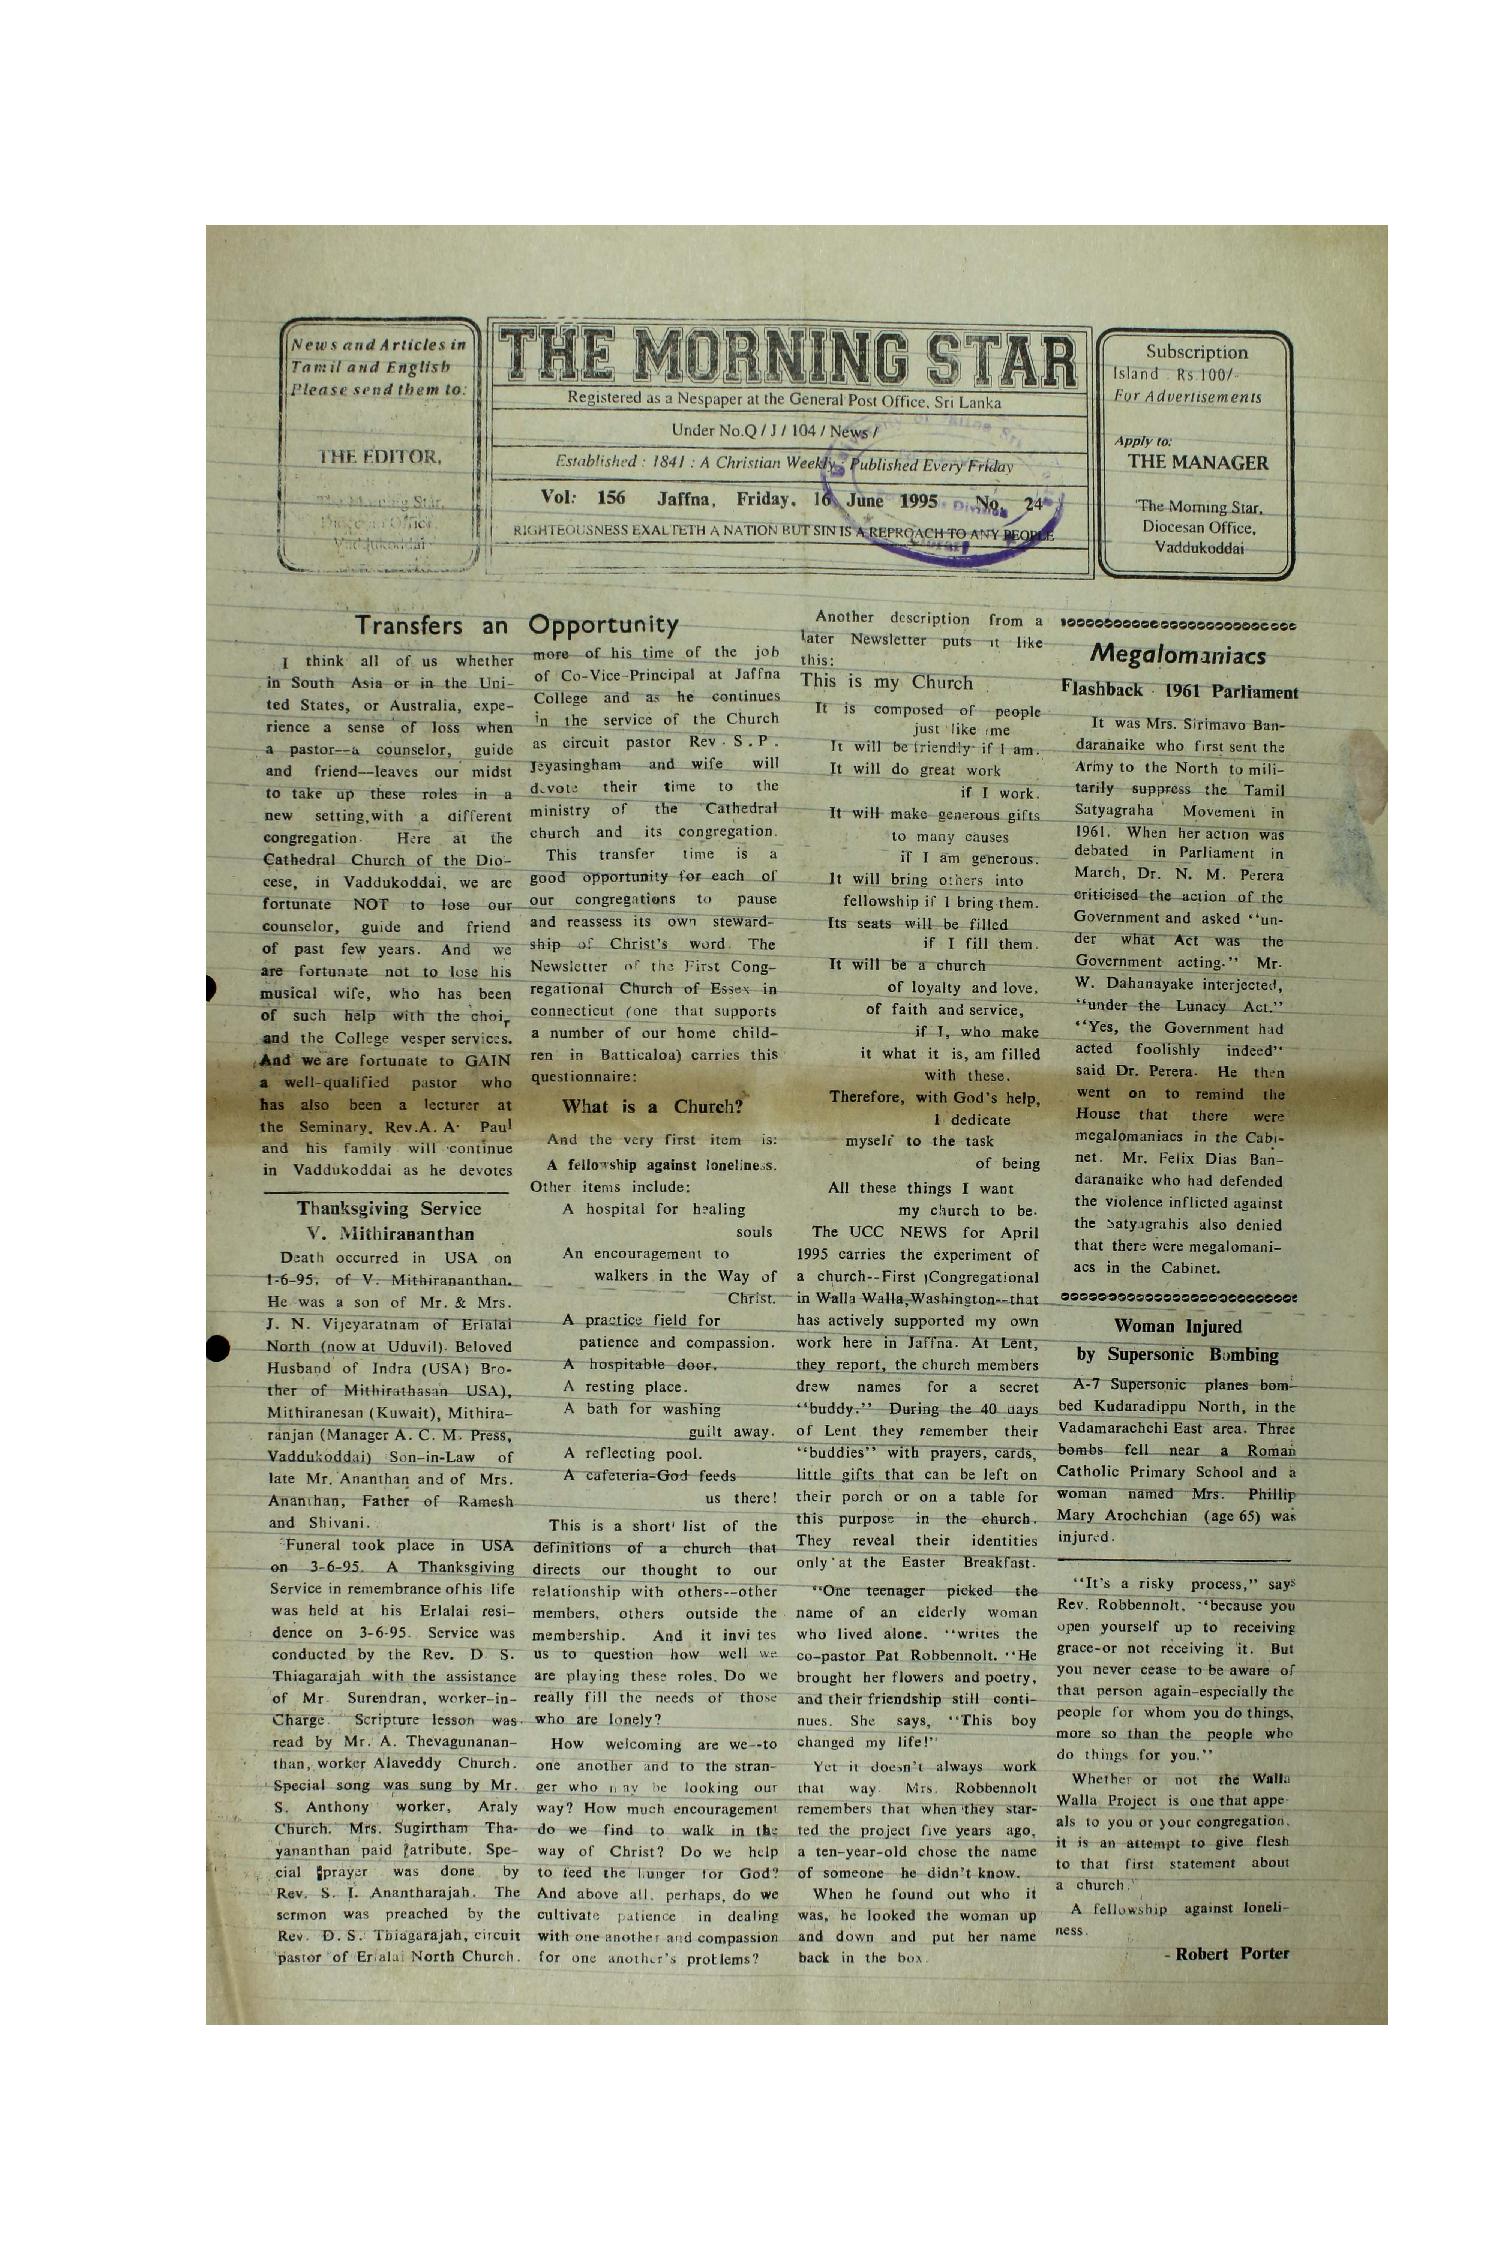 News and Articles in
Tamil and English
Please send them to:
THE EDITOR,
The Morning Star,
Diocesan Office,
Vaddukoddai
THE MORNING STAR
Registered as a Nespaper at the General Post Office, Sri Lanka
Under No.Q / J / 104 / News /
Established : 1841 : A Christian Weekly : Published Every Friday
Vol: 156 Jaffna, Friday, 16 June 1995 No. 24
RIGHTEOUSNESS EXALTETH A NATION BUT SIN IS A REPROACH TO ANY PEOPLE
Subscription
Island Rs 100/-
For Advertisements
Apply to:
THE MANAGER
The Morning Star,
Diocesan Office,
Vaddukoddai
Transfers an Opportunity
I think all of us whether
in South Asia or in the Uni-
ted States, or Australia, expe-
rience a sense of loss when
a pastor--a counselor, guide
and friend--leaves our midst
to take up these roles in a
new setting, with a different
congregation. Here at the
Cathedral Church of the Dio-
cese, in Vaddukoddai, we are
fortunate NOT to lose our
counselor, guide and friend
of past few years. And we
are fortunate not to lose his
musical wife, who has been
of such help with the choir
and the College vesper services.
And we are fortunate to GAIN
a well-qualified pastor who
has also been a lecturer at
the Seminary. Rev.A. A. Paul
and his family will continue
in Vaddukoddai as he devotes
more of his time of the job
of Co-Vice-Principal at Jaffna
College and as he continues
in the service of the Church
as circuit pastor Rev. S. P.
Jeyasingham and wife will
devote their time to the
ministry of the Cathedral
church and its congregation.
This transfer time is a
good opportunity for each of
our congregations to pause
and reassess its own steward-
ship of Christ's word. The
Newsletter of the First Cong-
regational Church of Essex in
connecticut (one that supports
a number of our home child-
ren in Batticaloa) carries this
questionnaire:
What is a Church?
And the very first item is:
A fellowship against loneliness.
Other items include:
A hospital for healing
souls
An encouragement to
walkers in the Way of
Christ.
A practice field for
patience and compassion.
A hospitable door.
A resting place.
A bath for washing
guilt away.
A reflecting pool.
A cafeteria-God feeds
us there!
This is a short list of the
definitions of a church that
directs our thought to our
relationship with others--other
members, others outside the
membership. And it invi tes
us to question how well we
are playing these roles. Do we
really fill the needs of those
who are lonely?
How welcoming are we--to
one another and to the stran-
ger who may be looking our
way? How much encouragement
do we find to walk in the
way of Christ? Do we help
to feed the hunger for God?
And above all, perhaps, do we
cultivate patience in dealing
with one another and compassion
for one another's problems?
Another description from a
later Newsletter puts it like
this:
This is my Church
It is composed of people
just like me
It will be friendly if I am.
It will do great work
if I work.
It will make generous gifts
to many causes
if I am generous.
It will bring others into
fellowship if I bring them.
Its seats will be filled
if I fill them.
It will be a church
of loyalty and love,
of faith and service,
if I, who make
it what it is, am filled
with these.
Therefore, with God's help,
I dedicate
myself to the task
of being
All these things I want
my church to be.
The UCC NEWS for April
1995 carries the experiment of
a church--First Congregational
in Walla Walla, Washington--that
has actively supported my own
work here in Jaffna. At Lent,
they report, the church members
drew names for a secret
"buddy." During the 40 days
of Lent they remember their
"buddies" with prayers, cards,
little gifts that can be left on
their porch or on a table for
this purpose in the church.
They reveal their identities
only at the Easter Breakfast.
"One teenager picked the
name of an elderly woman
who lived alone. "writes the
co-pastor Pat Robbennolt. "He
brought her flowers and poetry,
and their friendship still conti-
nues. She says, "This boy
changed my life!"
Yet it doesn't always work
that way. Mrs. Robbennolt
remembers that when they star-
ted the project five years ago,
a ten-year-old chose the name
of someone he didn't know.
When he found out who it
was, he looked the woman up
and down and put her name
back in the box.
"It's a risky process," says
Rev. Robbennolt, "because you
open yourself up to receiving
grace-or not receiving it. But
you never cease to be aware of
that person again-especially the
people for whom you do things,
more so than the people who
do things for you."
Whether or not the Walla
Walla Project is one that appe-
als to you or your congregation,
it is an attempt to give flesh
to that first statement about
a church.
A fellowship against loneli-
ness.
- Robert Porter
Thanksgiving Service
V. Mithirananthan
Death occurred in USA on
1-6-95. of V. Mithirananthan.
He was a son of Mr. & Mrs.
J. N. Vijeyaratnam of Erlalai
North (now at Uduvil). Beloved
Husband of Indra (USA) Bro-
ther of Mithirathasan USA),
Mithiranesan (Kuwait), Mithira-
ranjan (Manager A. C. M. Press,
Vaddukoddai) Son-in-Law of
late Mr. Ananthan and of Mrs.
Ananthan, Father of Ramesh
and Shivani.
Funeral took place in USA
on 3-6-95. A Thanksgiving
Service in remembrance of his life
was held at his Erlalai resi-
dence on 3-6-95. Service was
conducted by the Rev. D S.
Thiagarajah with the assistance
of Mr. Surendran, worker-in-
Charge. Scripture lesson was
read by Mr. A. Thevagunanan-
than, worker Alaveddy Church.
Special song was sung by Mr.
S. Anthony worker, Araly
Church. Mrs. Sugirtham Tha-
yananthan paid atribute. Spe-
cial prayer was done by
Rev. S. I. Anantharajah. The
sermon was preached by the
Rev. D. S. Thiagarajah, circuit
pastor of Erlalai North Church.
Megalomaniacs
Flashback - 1961 Parliament
It was Mrs. Sirimavo Ban-
daranaike who first sent the
Army to the North to mili-
tarily suppress the Tamil
Satyagraha Movement in
1961. When her action was
debated in Parliament in
March, Dr. N. M. Perera
criticised the action of the
Government and asked "un-
der what Act was the
Government acting." Mr.
W. Dahanayake interjected,
"under the Lunacy Act."
"Yes, the Government had
acted foolishly indeed"
said Dr. Perera. He then
went on to remind the
House that there were
megalomaniacs in the Cabi-
net. Mr. Felix Dias Ban-
daranaike who had defended
the violence inflicted against
the Satyagrahis also denied
that there were megalomani-
acs in the Cabinet.
Woman Injured
by Supersonic Bombing
A-7 Supersonic planes bom-
bed Kudaradippu North, in the
Vadamarachchi East area. Three
bombs fell near a Roman
Catholic Primary School and a
woman named Mrs. Phillip
Mary Arochchian (age 65) was
injured.